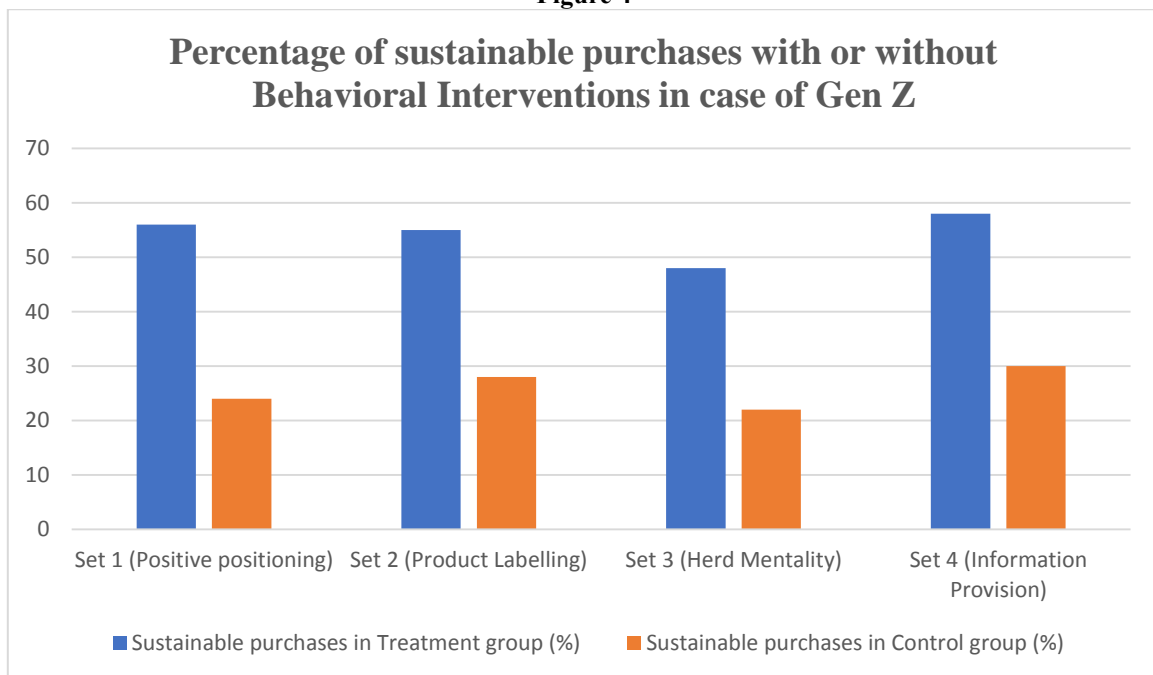 Percentage of sustainable purchases with or without
Behavioral Interventions in case of Gen Z
70
60
50
40
30
20
10
0
Set 1 (Positive positioning) Set 2 (Product Labelling) Set 3 (Herd Mentality) Set 4 (Information
Provision)
Sustainable purchases in Treatment group (%) Sustainable purchases in Control group (%)